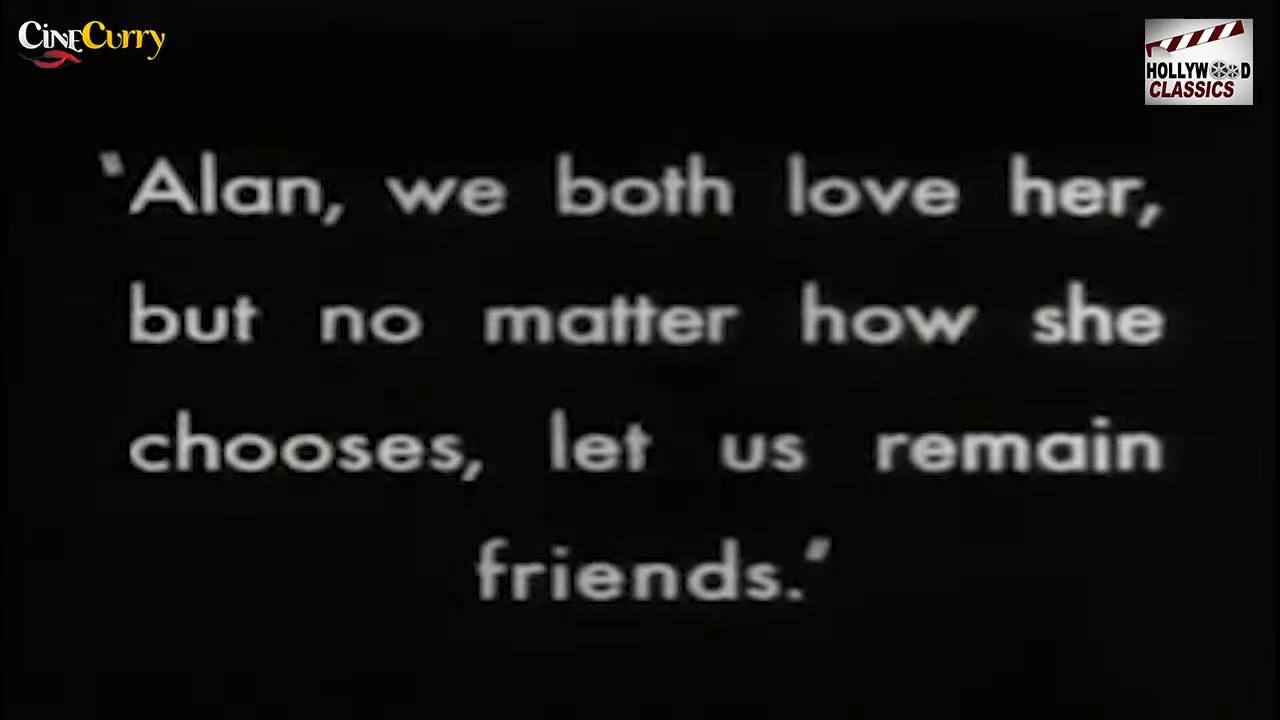 CineCurry
HOLLYWOOD
CLASSICS
"Alan, we both love her,
but no matter how she
chooses, let us remain
friends."